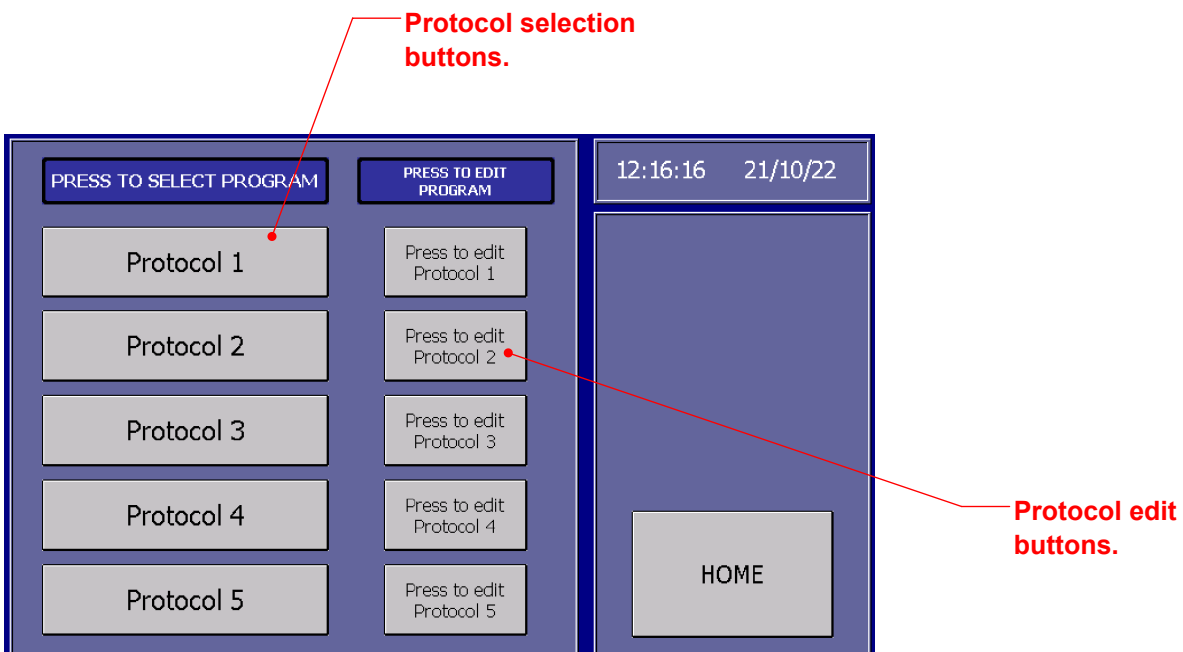 Protocol selection
buttons.
PRESS TO SELECT PROGRAM
PRESS TO EDIT
PROGRAM
12:16:16 21/10/22
Protocol 1
Press to edit
Protocol 1
Protocol 2
Press to edit
Protocol 2
Protocol 3
Press to edit
Protocol 3
Protocol 4
Press to edit
Protocol 4
Protocol 5
Press to edit
Protocol 5
HOME
Protocol edit
buttons.